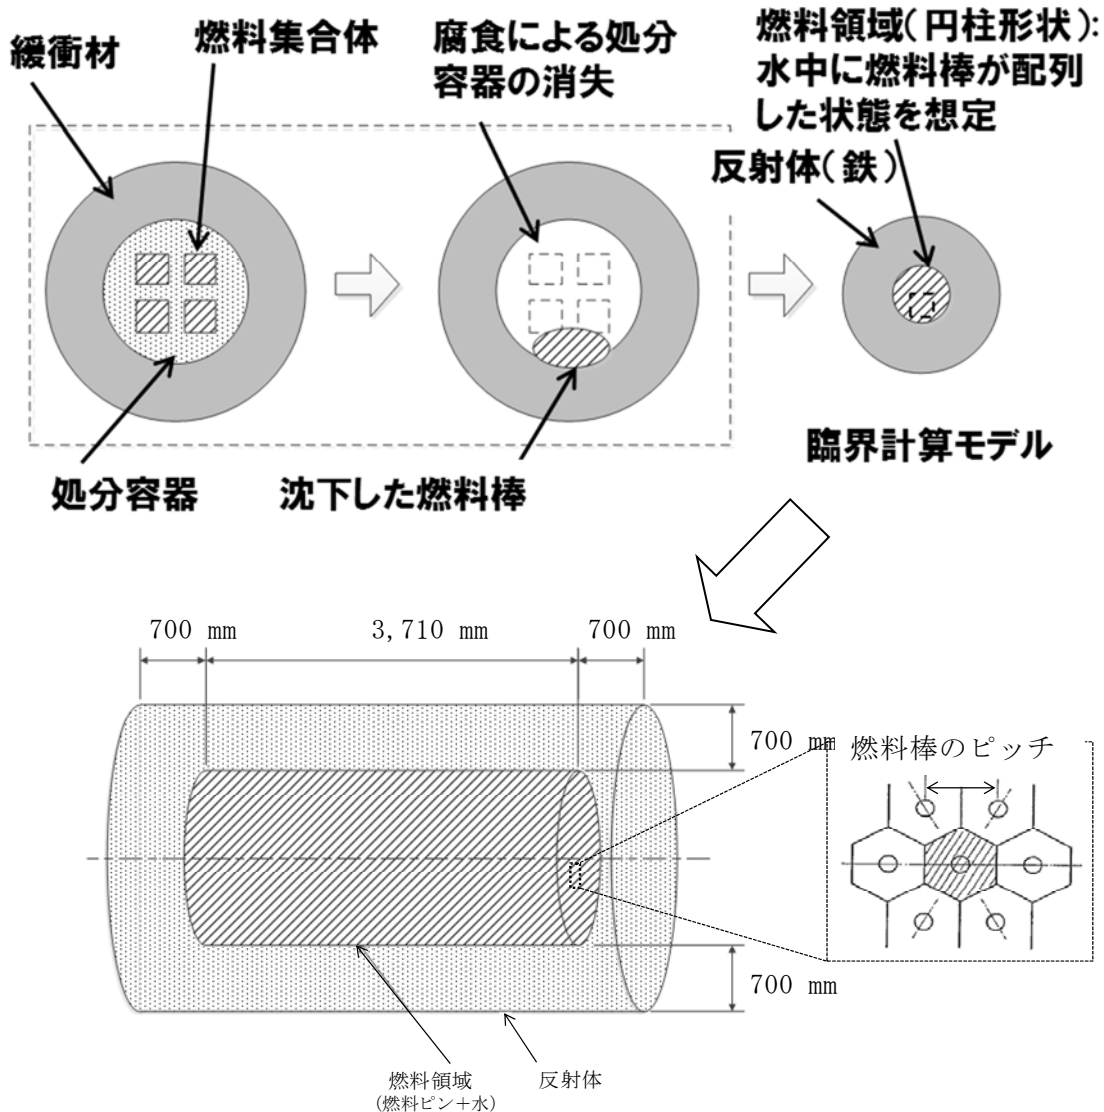 緩衝材
燃料集合体
腐食による処分
容器の消失
燃料領域(円柱形状):
水中に燃料棒が配列
した状態を想定
反射体(鉄)
処分容器
沈下した燃料棒
臨界計算モデル
700 mm
3,710 mm
700 mm
700 mm
燃料棒のピッチ
700 mm
燃料領域
(燃料ピン＋水)
反射体